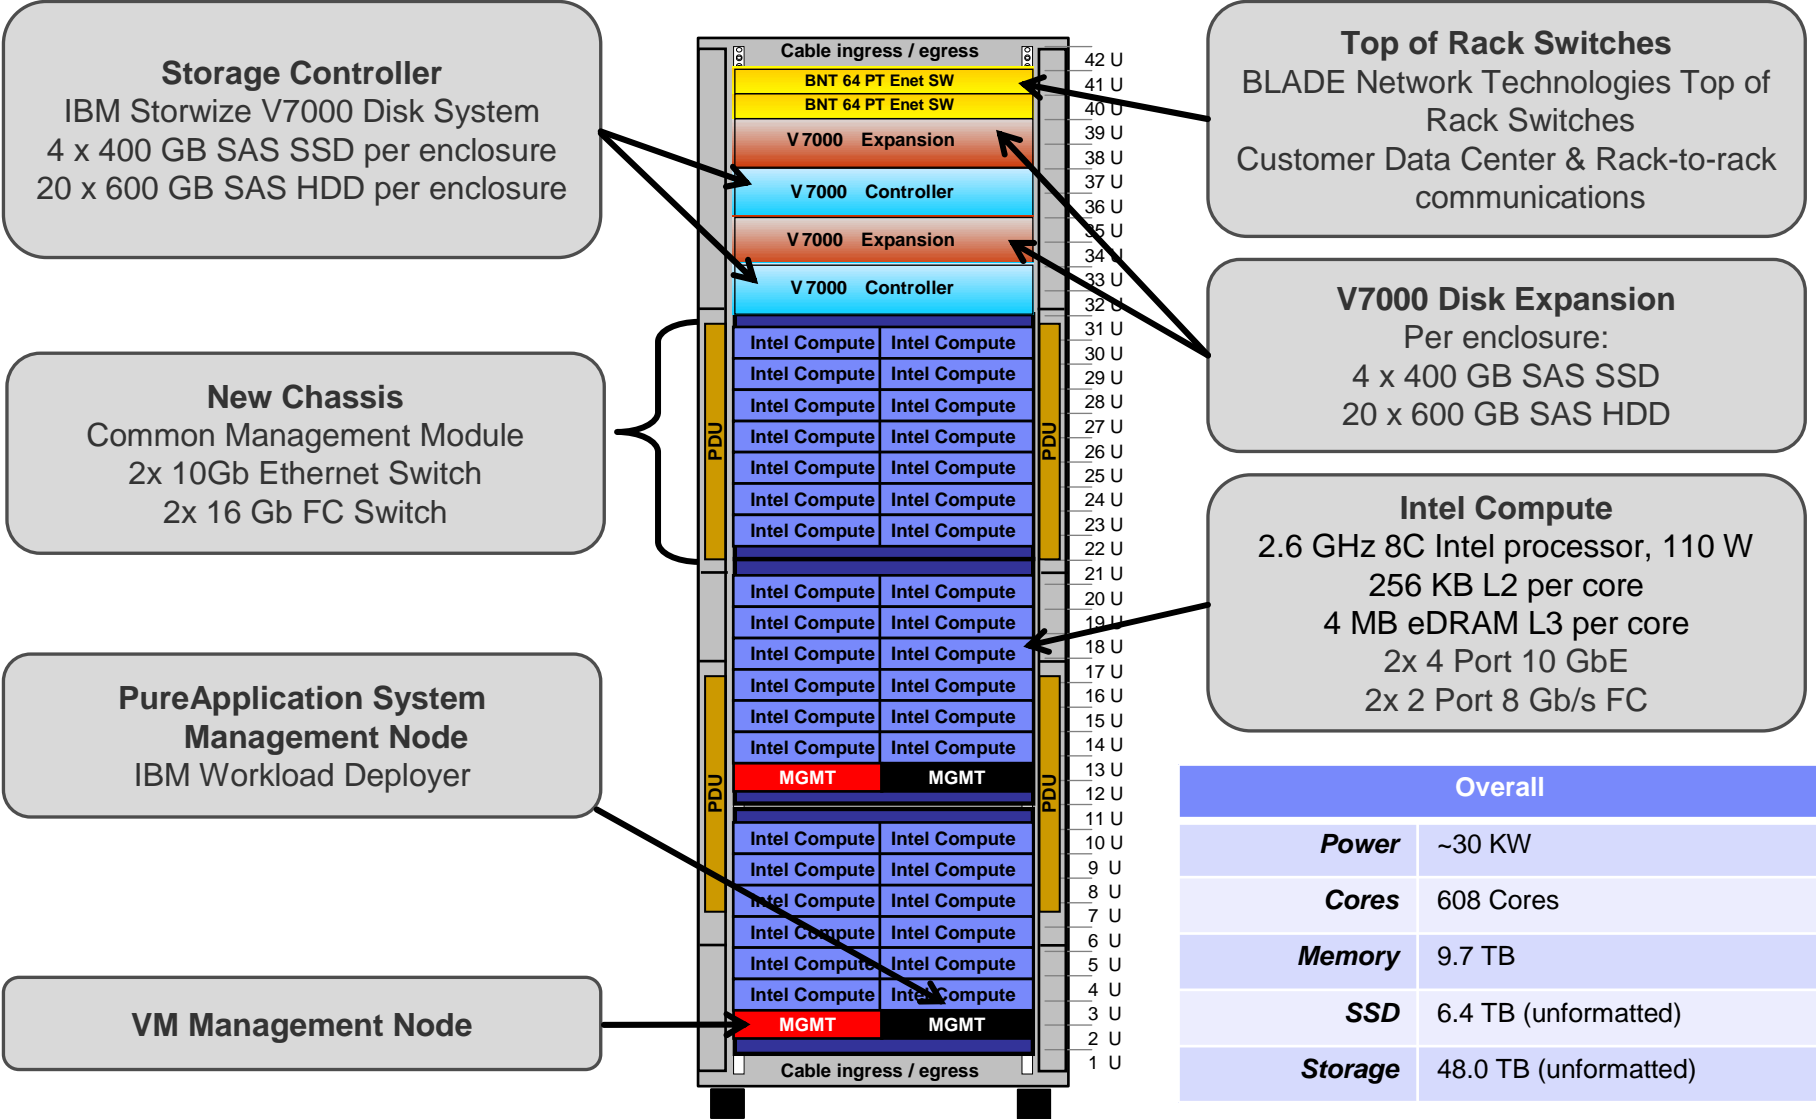 Storage Controller
IBM Storwize V7000 Disk System
4 x 400 GB SAS SSD per enclosure
20 x 600 GB SAS HDD per enclosure
New Chassis
Common Management Module
2x 10Gb Ethernet Switch
2x 16 Gb FC Switch
PureApplication System
Management Node
IBM Workload Deployer
VM Management Node
Cable ingress / egress
BNT 64 PT Enet SW
BNT 64 PT Enet SW
V7000 Expansion
V7000 Controller
V7000 Expansion
V7000 Controller
Intel Compute Intel Compute
Intel Compute Intel Compute
Intel Compute Intel Compute
Intel Compute Intel Compute
Intel Compute Intel Compute
Intel Compute Intel Compute
Intel Compute Intel Compute
Intel Compute Intel Compute
Intel Compute Intel Compute
Intel Compute Intel Compute
Intel Compute Intel Compute
Intel Compute Intel Compute
Intel Compute Intel Compute
MGMT MGMT
Intel Compute Intel Compute
Intel Compute Intel Compute
Intel Compute Intel Compute
Intel Compute Intel Compute
Intel Compute Intel Compute
Intel Compute Intel Compute
MGMT MGMT
Cable ingress / egress
PDU
PDU
PDU
PDU
42 U
41 U
40 U
39 U
38 U
37 U
36 U
35 U
34 U
33 U
32 U
31 U
30 U
29 U
28 U
27 U
26 U
25 U
24 U
23 U
22 U
21 U
20 U
19 U
18 U
17 U
16 U
15 U
14 U
13 U
12 U
11 U
10 U
9 U
8 U
7 U
6 U
5 U
4 U
3 U
2 U
1 U
Top of Rack Switches
BLADE Network Technologies Top of
Rack Switches
Customer Data Center & Rack-to-rack
communications
V7000 Disk Expansion
Per enclosure:
4 x 400 GB SAS SSD
20 x 600 GB SAS HDD
Intel Compute
2.6 GHz 8C Intel processor, 110 W
256 KB L2 per core
4 MB eDRAM L3 per core
2x 4 Port 10 GbE
2x 2 Port 8 Gb/s FC
Overall
Power ~30 KW
Cores 608 Cores
Memory 9.7 TB
SSD 6.4 TB (unformatted)
Storage 48.0 TB (unformatted)